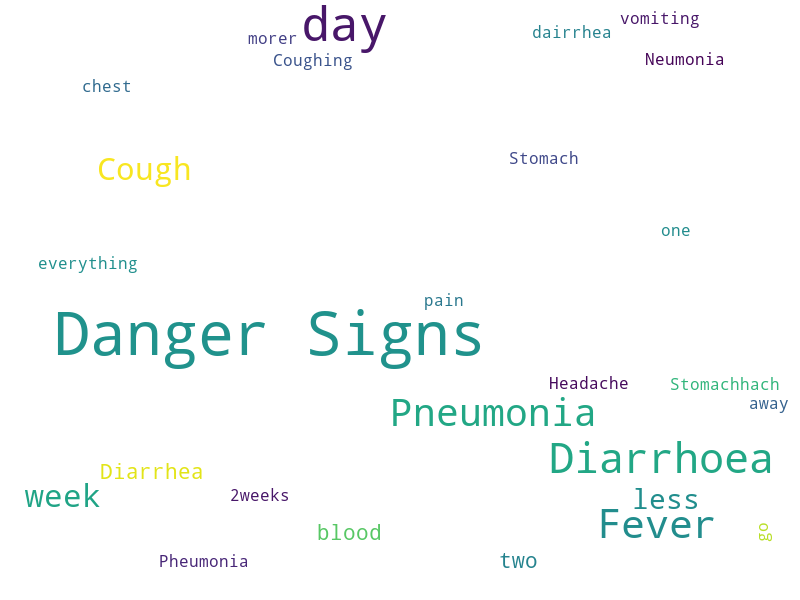 vomiting
day
dairrhea
morer
Coughing
Neumonia
chest
Stomach
Cough
one
everything
pain
Danger Signs
Headache
Stomachhach
away
Pneumonia
Diarrhoea
Diarrhea
week
2weeks
less
Fever
blood
go
Pheumonia
two